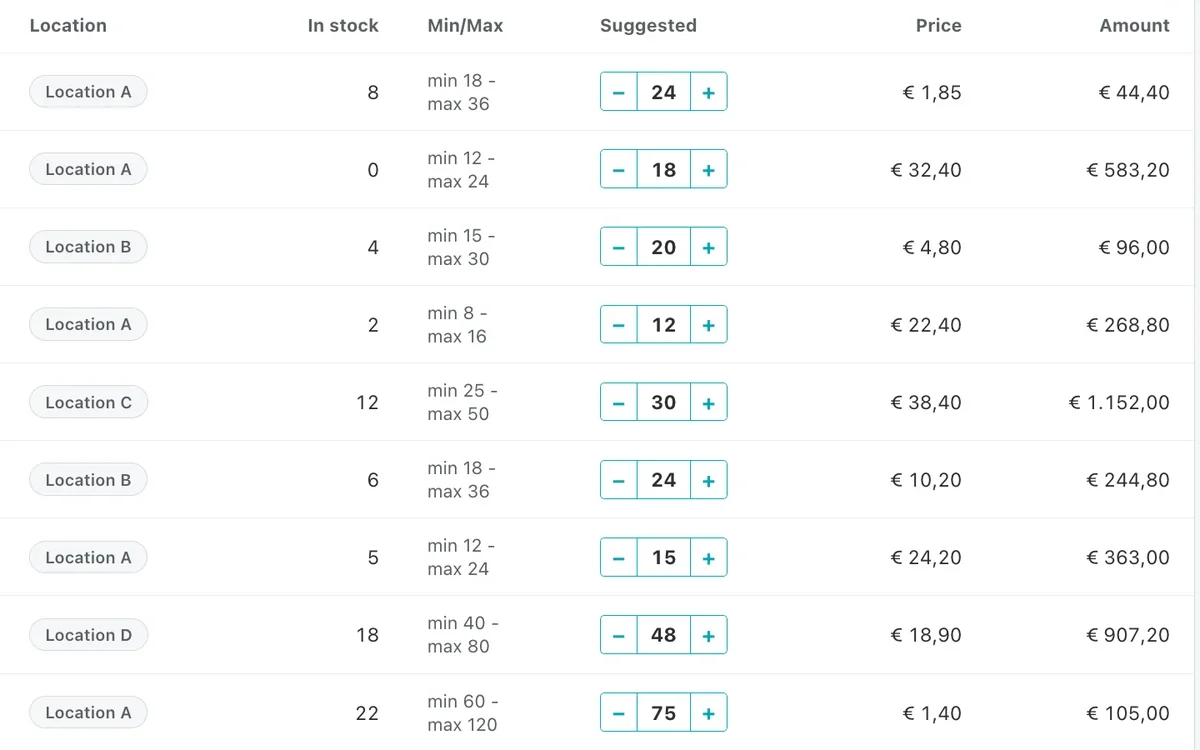 Location In stock Min/Max Suggested Price Amount
Location A 8 min 18 - − 24 + € 1,85 € 44,40
max 36
Location A 0 min 12 - − 18 + € 32,40 € 583,20
max 24
Location B 4 min 15 - − 20 + € 4,80 € 96,00
max 30
Location A 2 min 8 - − 12 + € 22,40 € 268,80
max 16
Location C 12 min 25 - − 30 + € 38,40 € 1.152,00
max 50
Location B 6 min 18 - − 24 + € 10,20 € 244,80
max 36
Location A 5 min 12 - − 15 + € 24,20 € 363,00
max 24
Location D 18 min 40 - − 48 + € 18,90 € 907,20
max 80
Location A 22 min 60 - − 75 + € 1,40 € 105,00
max 120